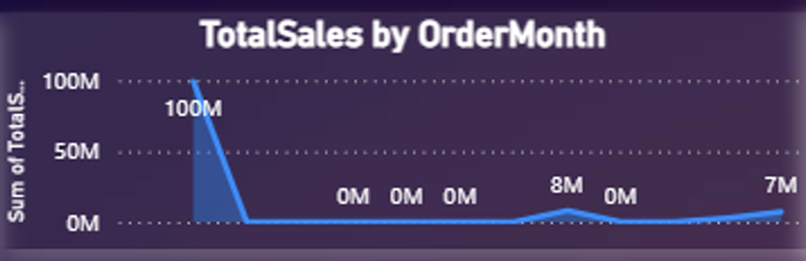 TotalSales by OrderMonth
Sum of TotalS...
100M
50M
0M
100M
0M 0M 0M 8M 0M 7M